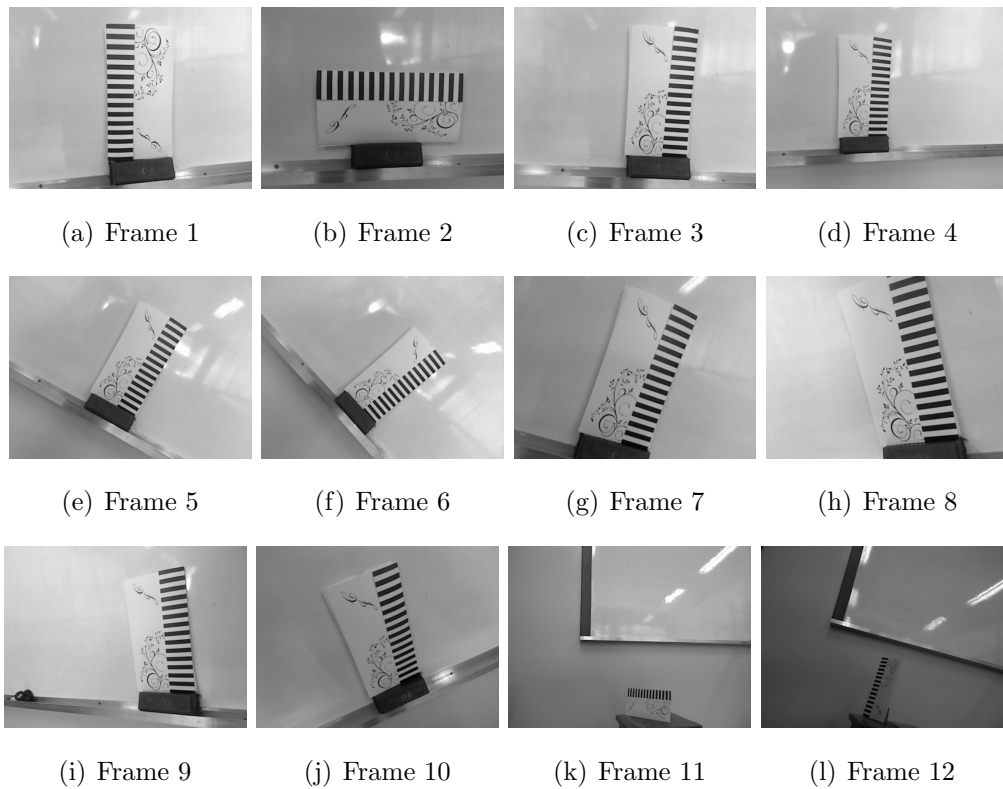 (a) Frame 1
(b) Frame 2
(c) Frame 3
(d) Frame 4
(e) Frame 5
(f) Frame 6
(g) Frame 7
(h) Frame 8
(i) Frame 9
(j) Frame 10
(k) Frame 11
(l) Frame 12